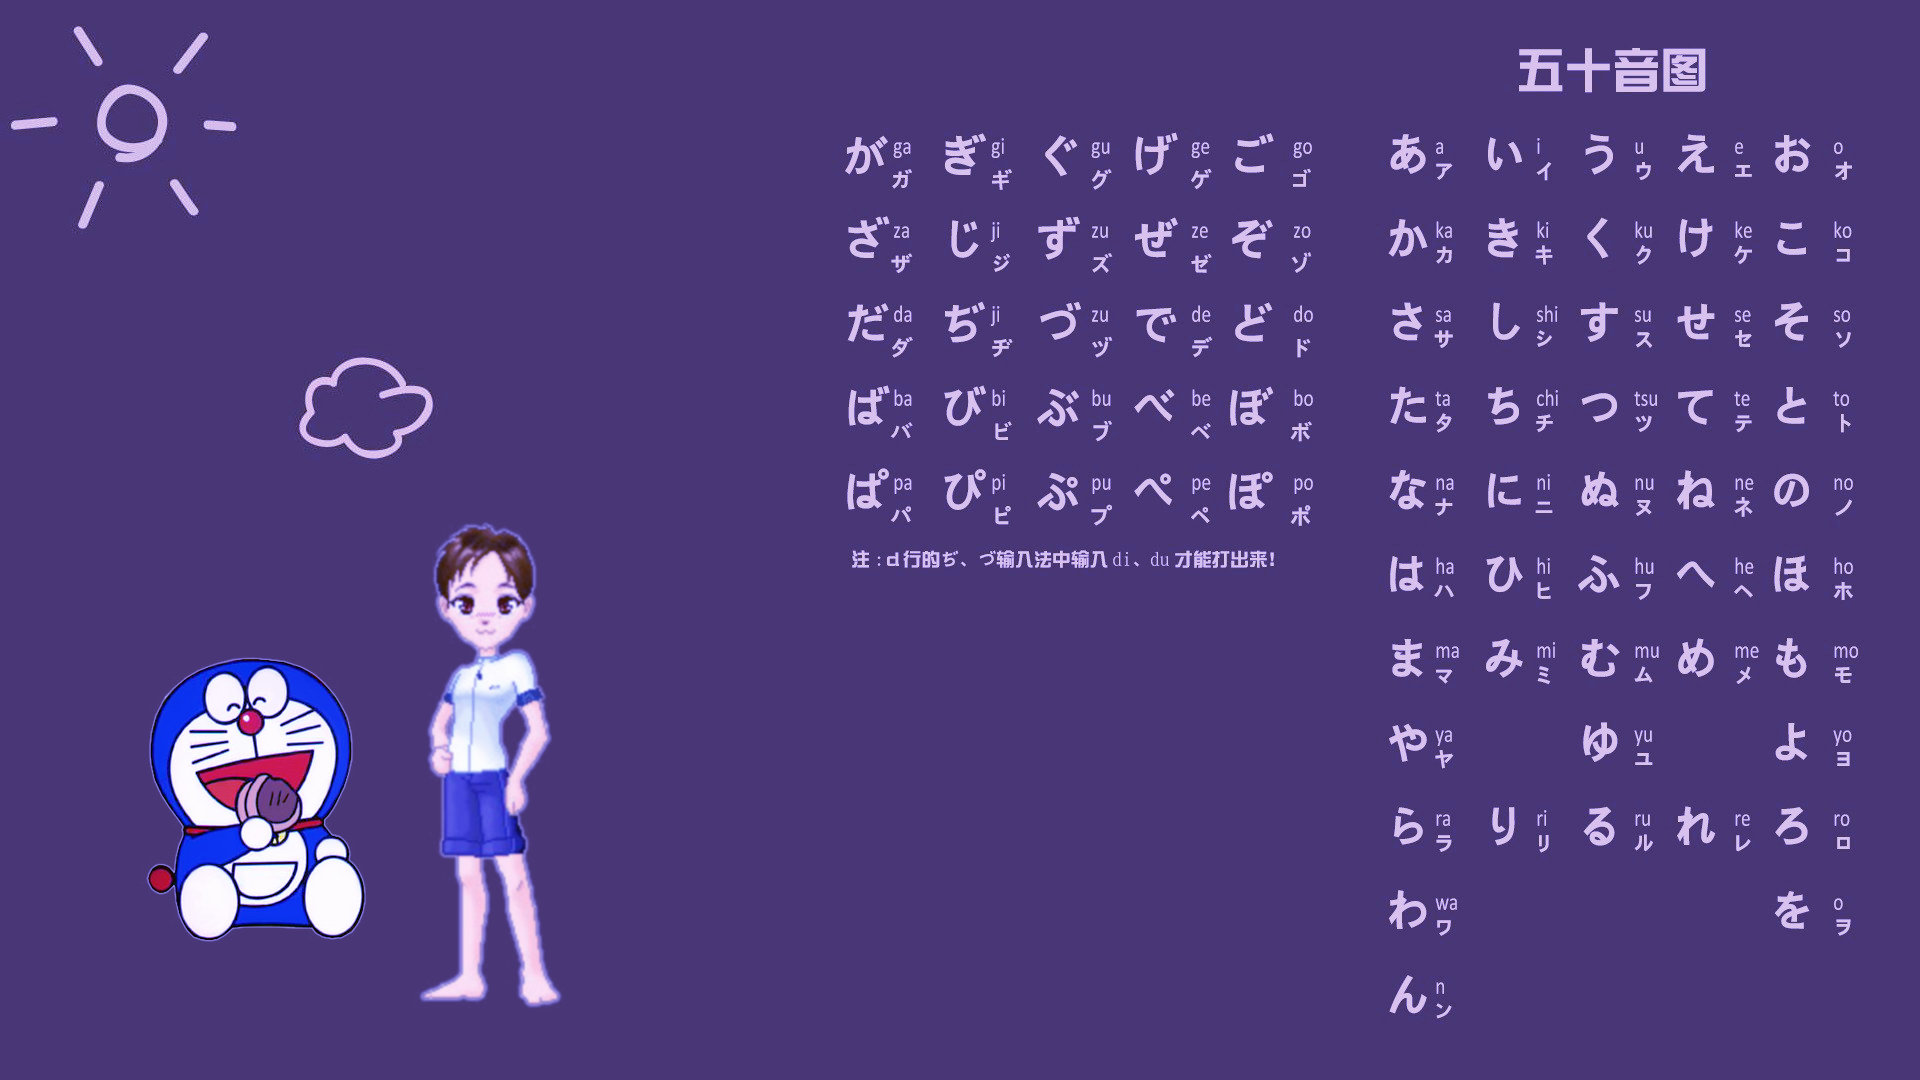 五十音图
が ga ガ ぎ gi ギ ぐ gu グ げ ge ゲ ご go ゴ
ざ za ザ じ ji ジ ず zu ズ ぜ ze ゼ ぞ zo ゾ
だ da ダ ぢ ji ヂ づ zu ヅ で de デ ど do ド
ば ba バ び bi ビ ぶ bu ブ べ be ベ ぼ bo ボ
ぱ pa パ ぴ pi ピ ぷ pu プ ぺ pe ペ ぽ po ポ
注:d行的ぢ、づ输入法中输入di、du才能打出来!
あ a ア い i イ う u ウ え e エ お o オ
か ka カ き ki キ く ku ク け ke ケ こ ko コ
さ sa サ し shi シ す su ス せ se セ そ so ソ
た ta タ ち chi チ つ tsu ツ て te テ と to ト
な na ナ に ni ニ ぬ nu ヌ ね ne ネ の no ノ
は ha ハ ひ hi ヒ ふ hu フ へ he ヘ ほ ho ホ
ま ma マ み mi ミ む mu ム め me メ も mo モ
や ya ヤ ゆ yu ユ よ yo ヨ
ら ra ラ り ri リ る ru ル れ re レ ろ ro ロ
わ wa ワ を o ヲ
ん n ン